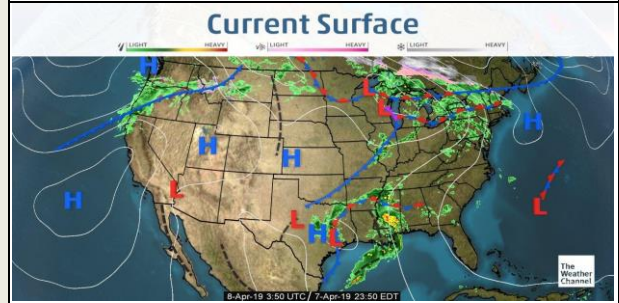 Current Surface
LIGHT HEAVY LIGHT HEAVY LIGHT HEAVY
H
L
L
H
H
H
H
L
L
H
L
L
The
Weather
Channel
8-Apr-19 3:50 UTC / 7-Apr-19 23:50 EDT